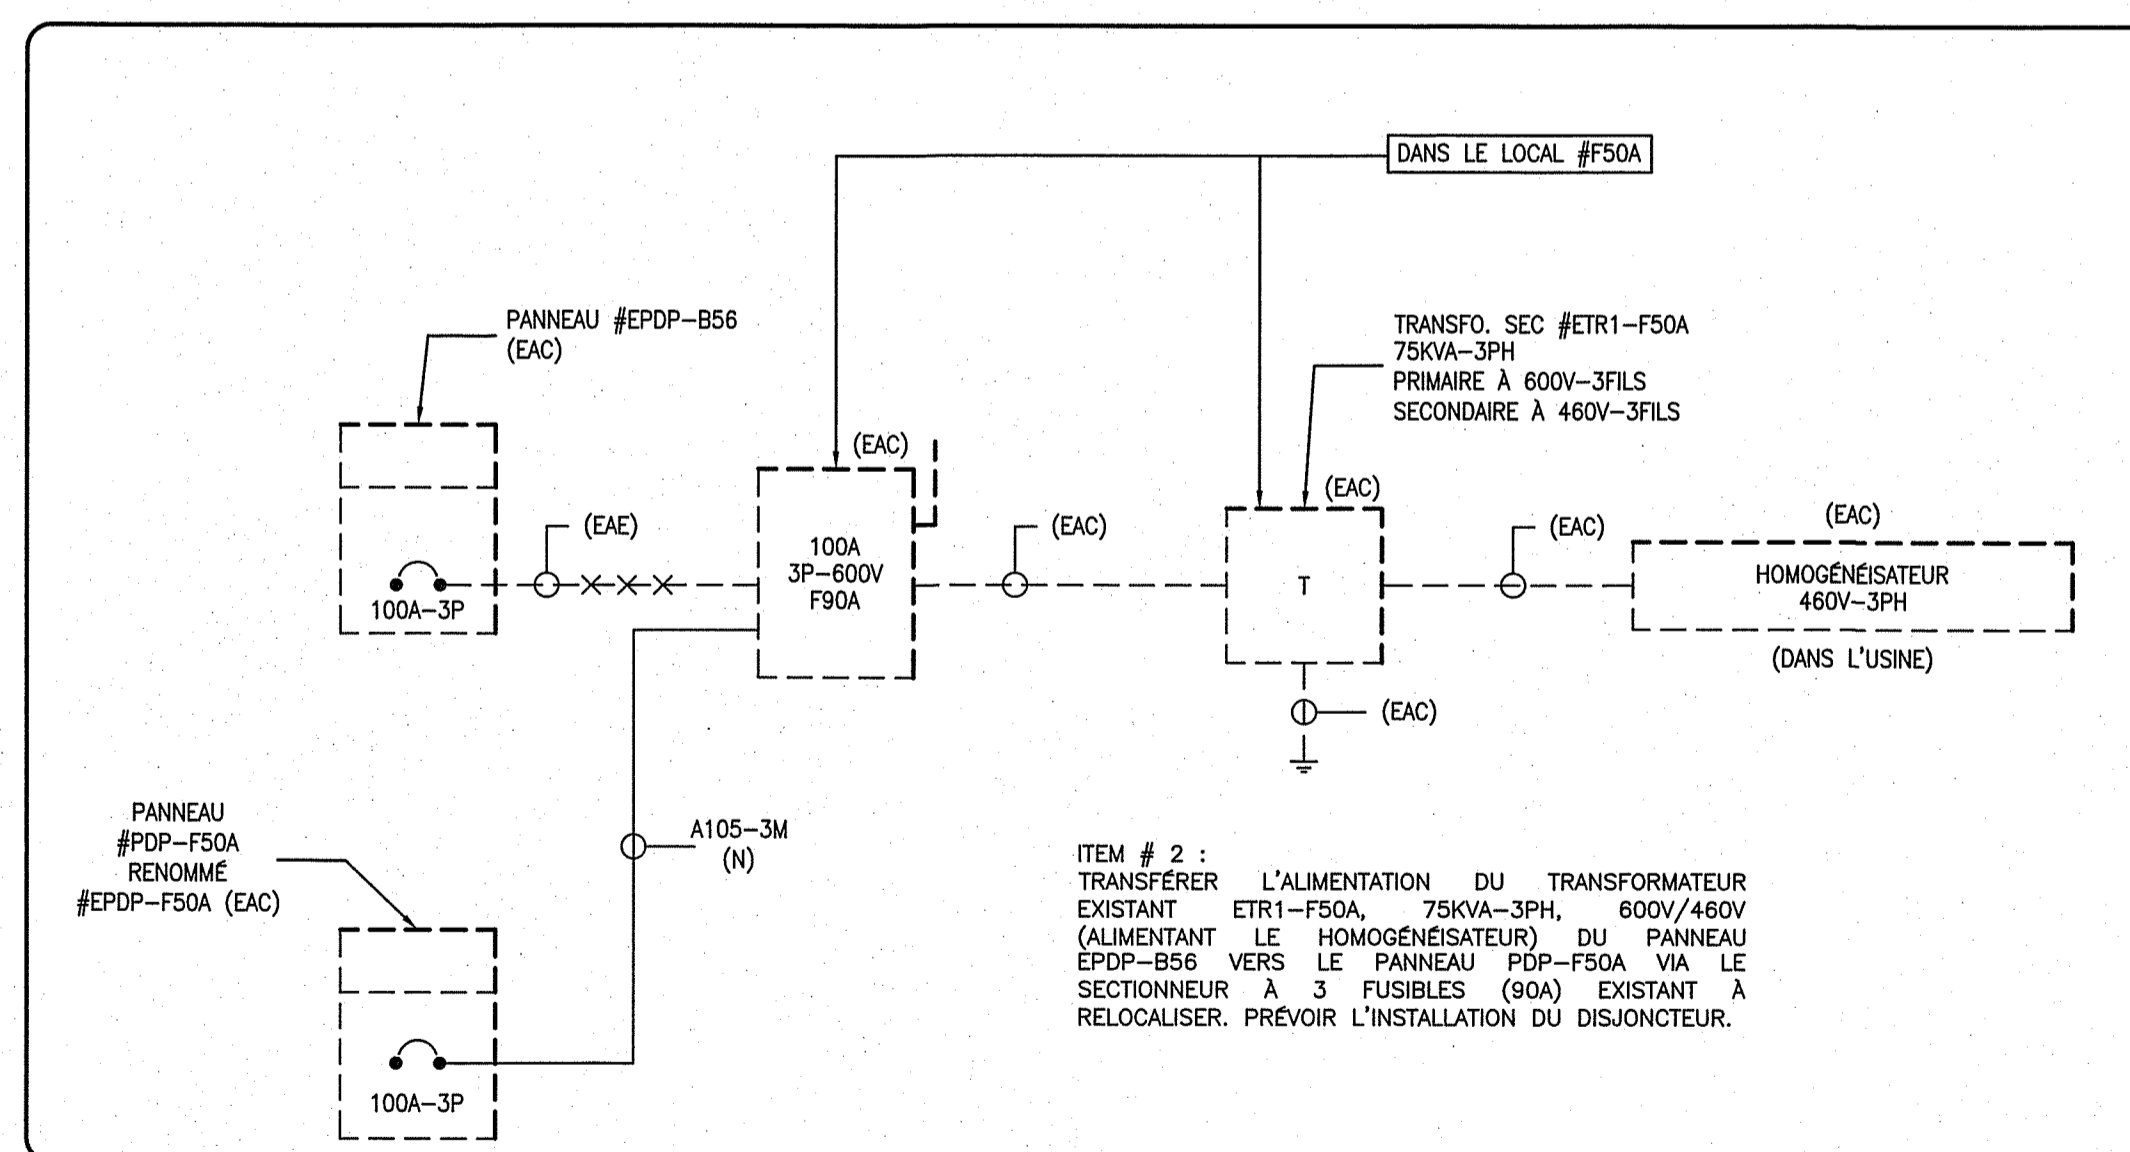 DANS LE LOCAL #F50A
PANNEAU #EPDP-B56
(EAC)
TRANSFO. SEC #ETR1-F50A
75KVA-3PH
PRIMAIRE À 600V-3FILS
SECONDAIRE À 460V-3FILS
(EAC)
(EAC)
(EAE)
(EAC)
(EAC)
(EAC)
100A-3P
100A
3P-600V
F90A
T
HOMOGÉNÉISATEUR
460V-3PH
(DANS L'USINE)
(EAC)
PANNEAU
#PDP-F50A
RENOMMÉ
#EPDP-F50A (EAC)
A105-3M
(N)
100A-3P
ITEM # 2 :
TRANSFÉRER L'ALIMENTATION DU TRANSFORMATEUR
EXISTANT ETR1-F50A, 75KVA-3PH, 600V/460V
(ALIMENTANT LE HOMOGÉNÉISATEUR) DU PANNEAU
EPDP-B56 VERS LE PANNEAU PDP-F50A VIA LE
SECTIONNEUR À 3 FUSIBLES (90A) EXISTANT À
RELOCALISER. PRÉVOIR L'INSTALLATION DU DISJONCTEUR.